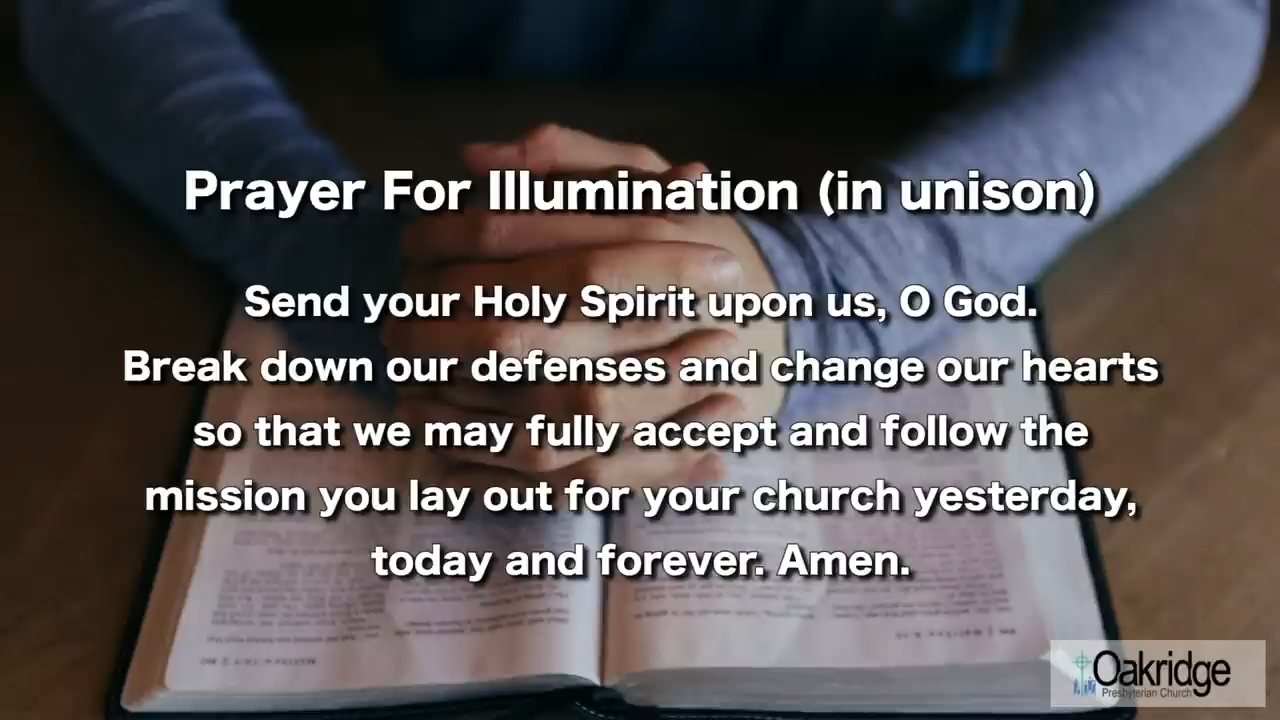 Prayer For Illumination (in unison)
Send your Holy Spirit upon us, O God.
Break down our defenses and change our hearts
so that we may fully accept and follow the
mission you lay out for your church yesterday,
today and forever. Amen.
Oakridge
Presbyterian Church